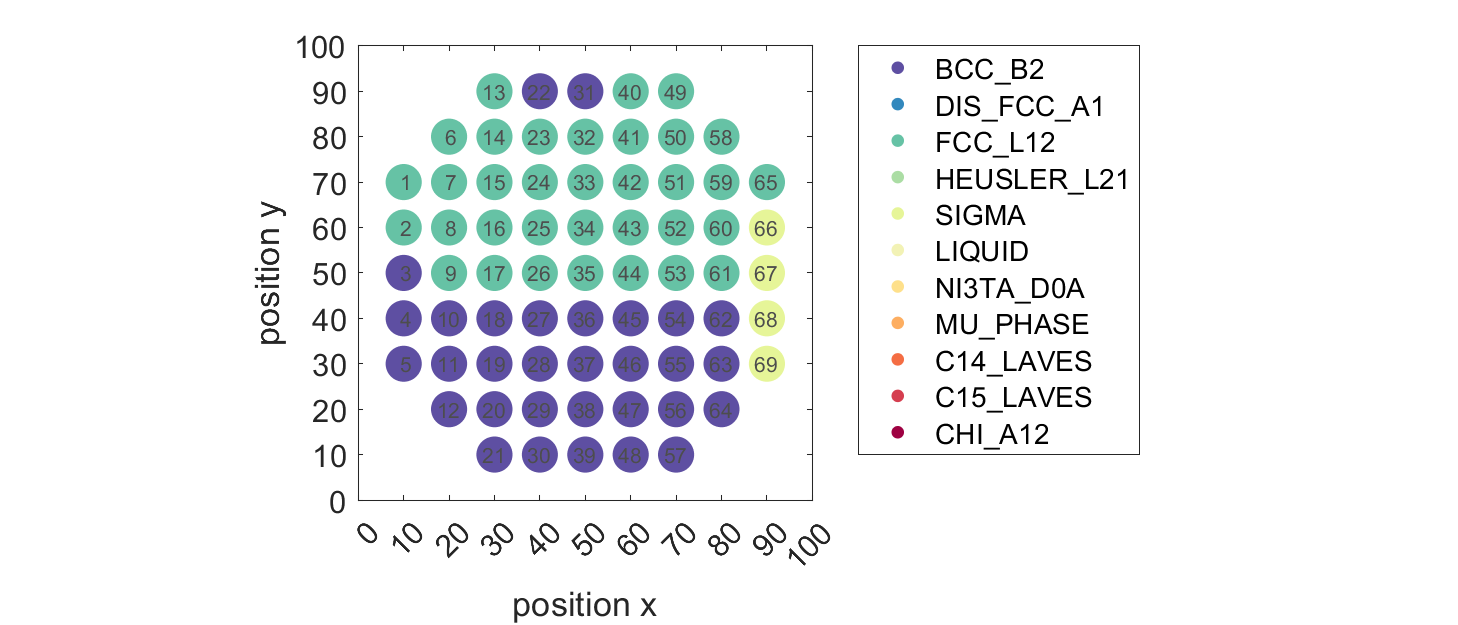 100
90
80
70
60
50
40
30
20
10
0
position y
13 22 31 40 49
6 14 23 32 41 50 58
1 7 15 24 33 42 51 59 65
2 8 16 25 34 43 52 60 66
3 9 17 26 35 44 53 61 67
4 10 18 27 36 45 54 62 68
5 11 19 28 37 46 55 63 69
12 20 29 38 47 56 64
21 30 39 48 57
0 10 20 30 40 50 60 70 80 90 100
position x
BCC_B2
DIS_FCC_A1
FCC_L12
HEUSLER_L21
SIGMA
LIQUID
NI3TA_D0A
MU_PHASE
C14_LAVES
C15_LAVES
CHI_A12